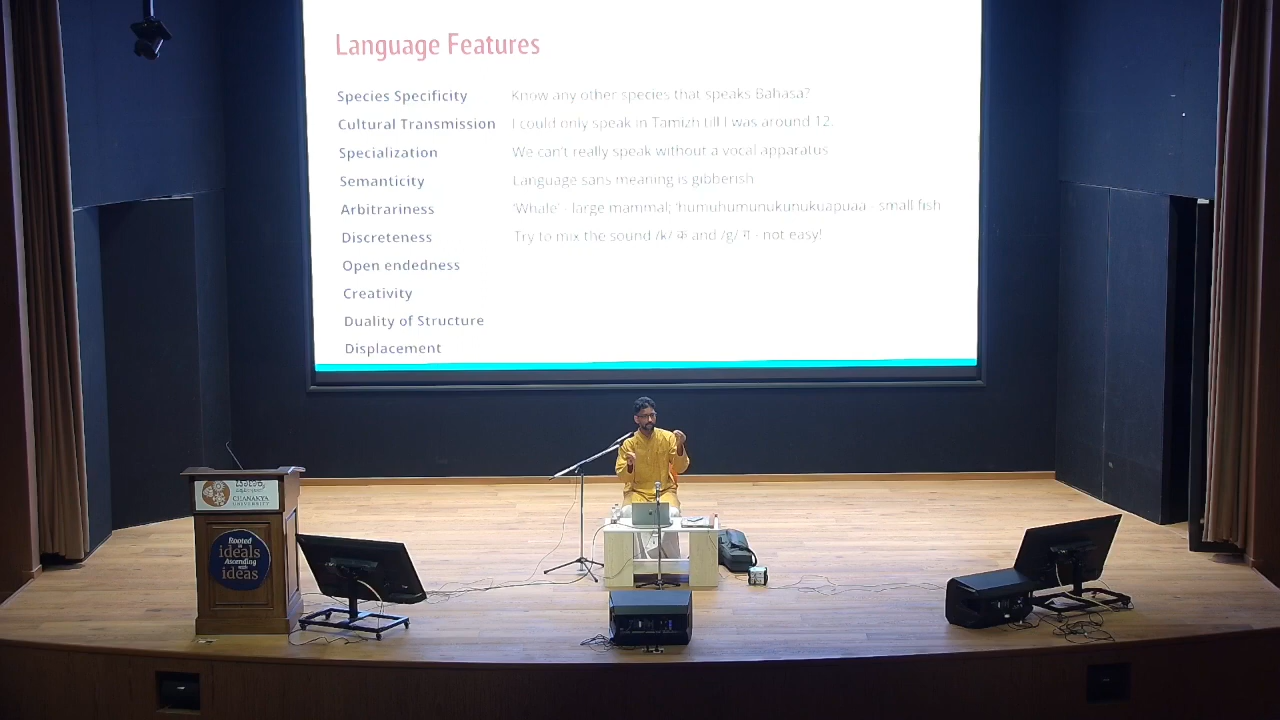 Language Features
Species Specificity Know any other species that speaks Bahasa?
Cultural Transmission I could only speak in Tamizh till I was around 12.
Specialization We can't really speak without a vocal apparatus
Semanticity Language sans meaning is gibberish
Arbitrariness 'Whale' - large mammal; 'humuhumunukunukuapuaa - small fish
Discreteness Try to mix the sound /k/ क and /g/ ग - not easy!
Open endedness
Creativity
Duality of Structure
Displacement
ಚಾಣಕ್ಯ
CHANAKYA
UNIVERSITY
Rooted
in
ideals
Ascending
with
ideas